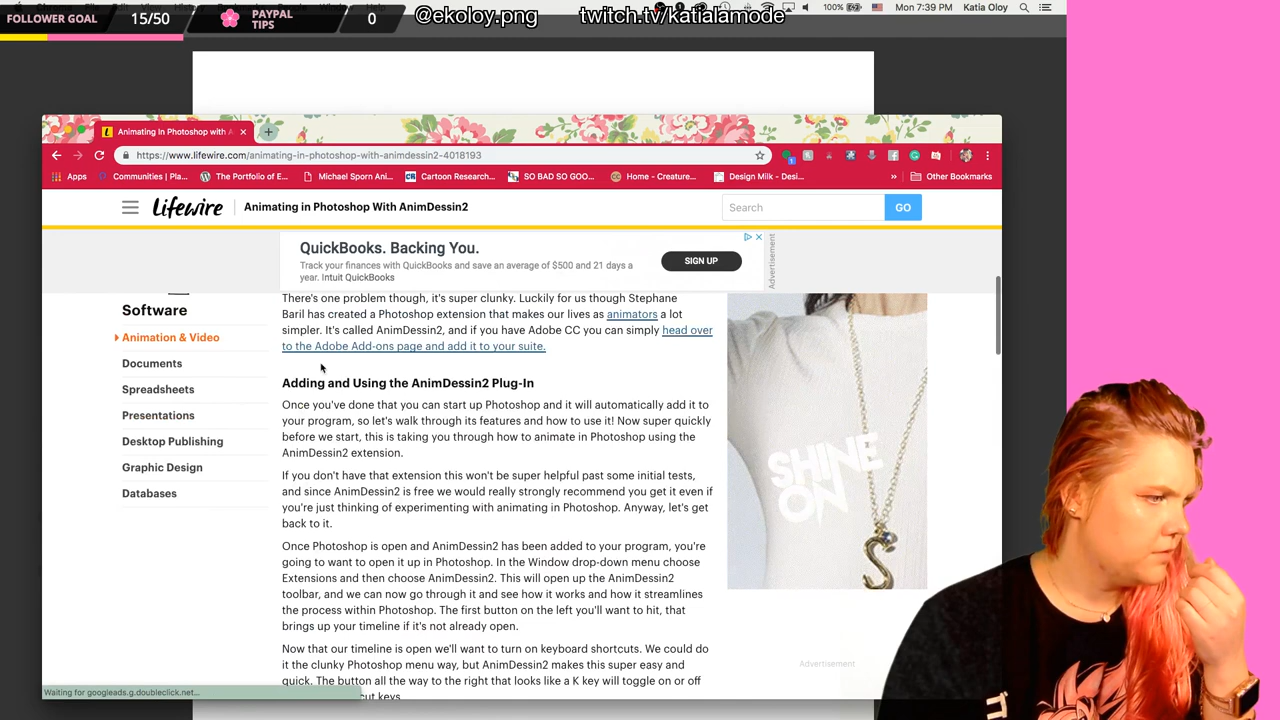 FOLLOWER GOAL 15/50 PAYPAL TIPS 0 @ekoloy.png twitch.tv/katialamode
100% Mon 7:39 PM Katia Oloy
Animating In Photoshop with A
https://www.lifewire.com/animating-in-photoshop-with-animdessin2-4018193
Apps Communities | Pla... The Portfolio of E... Michael Sporn Ani... Cartoon Research... SO BAD SO GOO... Home - Creature... Design Milk - Desi... » Other Bookmarks
Lifewire Animating in Photoshop With AnimDessin2 Search GO
QuickBooks. Backing You.
Track your finances with QuickBooks and save an average of $500 and 21 days a
year. Intuit QuickBooks
SIGN UP
Advertisement
Software
Animation & Video
Documents
Spreadsheets
Presentations
Desktop Publishing
Graphic Design
Databases
There's one problem though, it's super clunky. Luckily for us though Stephane
Baril has created a Photoshop extension that makes our lives as animators a lot
simpler. It's called AnimDessin2, and if you have Adobe CC you can simply head over
to the Adobe Add-ons page and add it to your suite.
Adding and Using the AnimDessin2 Plug-In
Once you've done that you can start up Photoshop and it will automatically add it to
your program, so let's walk through its features and how to use it! Now super quickly
before we start, this is taking you through how to animate in Photoshop using the
AnimDessin2 extension.
If you don't have that extension this won't be super helpful past some initial tests,
and since AnimDessin2 is free we would really strongly recommend you get it even if
you're just thinking of experimenting with animating in Photoshop. Anyway, let's get
back to it.
Once Photoshop is open and AnimDessin2 has been added to your program, you're
going to want to open it up in Photoshop. In the Window drop-down menu choose
Extensions and then choose AnimDessin2. This will open up the AnimDessin2
toolbar, and we can now go through it and see how it works and how it streamlines
the process within Photoshop. The first button on the left you'll want to hit, that
brings up your timeline if it's not already open.
Now that our timeline is open we'll want to turn on keyboard shortcuts. We could do
it the clunky Photoshop menu way, but AnimDessin2 makes this super easy and
quick. The button all the way to the right that looks like a K key will toggle on or off
cut keys.
SHINE
ON
Advertisement
Waiting for googleads.g.doubleclick.net...